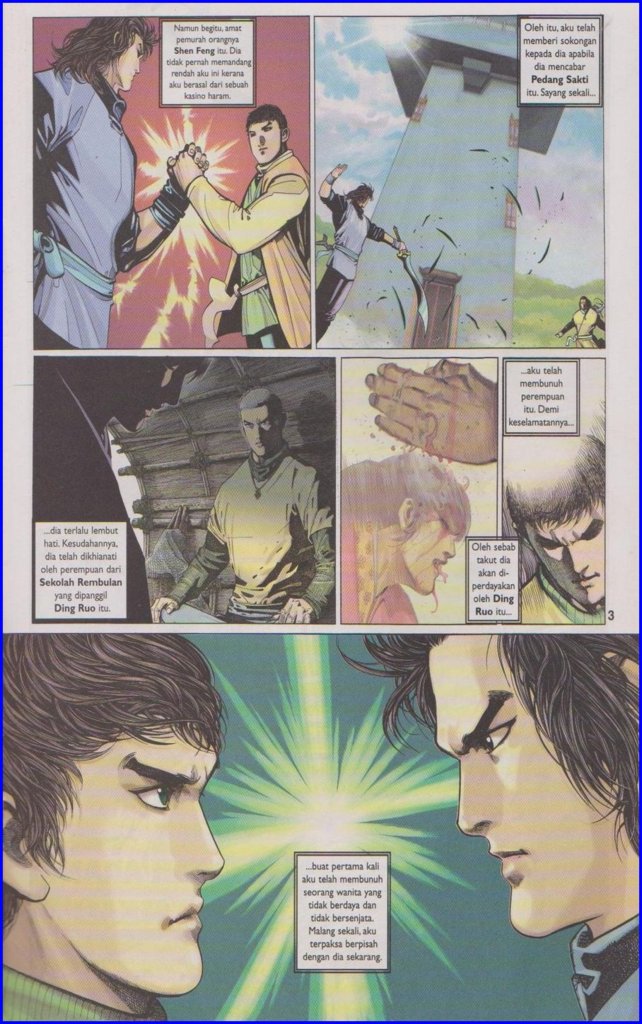 Namun begitu, amat
pemurah orangnya
Shen Feng itu. Dia
tidak pernah memandang
rendah aku ini kerana
aku berasal dari sebuah
kasino haram.
Oleh itu, aku telah
memberi sokongan
kepada dia apabila
dia mencabar
Pedang Sakti
itu. Sayang sekali...
...dia terlalu lembut
hati. Kesudahannya,
dia telah dikhianati
oleh perempuan dari
Sekolah Rembulan
yang dipanggil
Ding Ruo itu.
Oleh sebab
takut dia
akan di-
perdayakan
oleh Ding
Ruo itu...
...aku telah
membunuh
perempuan
itu. Demi
keselamatannya...
3
...buat pertama kali
aku telah membunuh
seorang wanita yang
tidak berdaya dan
tidak bersenjata.
Malang sekali, aku
terpaksa berpisah
dengan dia sekarang.